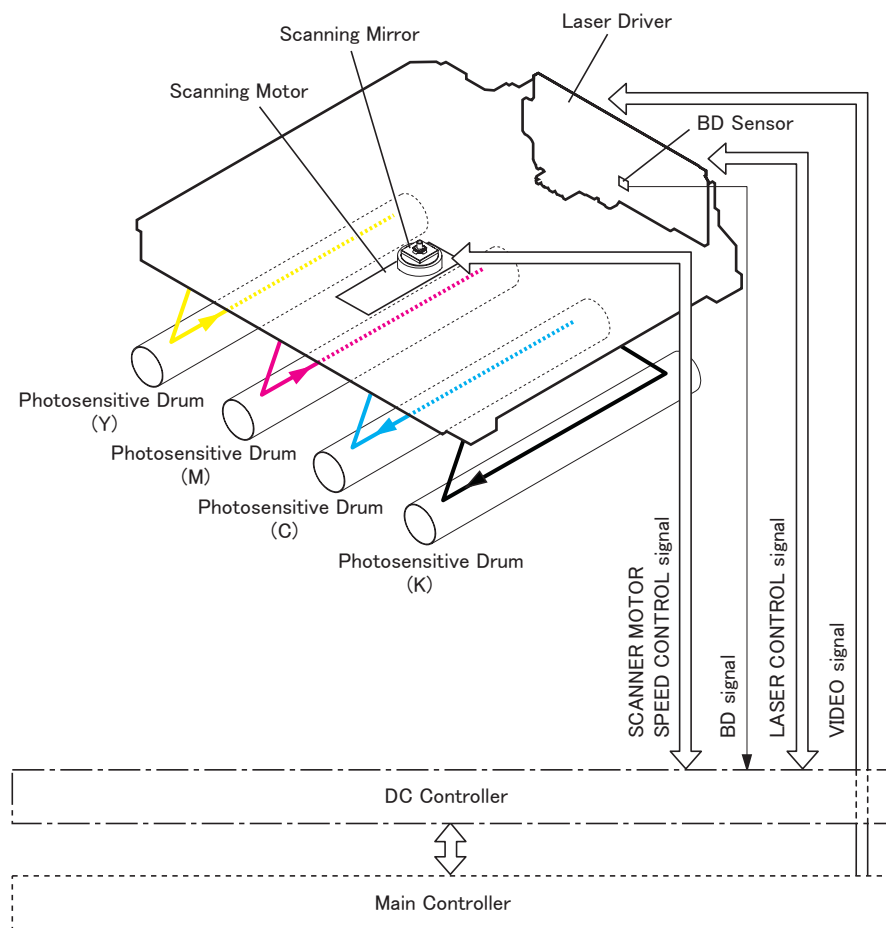 Laser Driver
Scanning Mirror
Scanning Motor
BD Sensor
Photosensitive Drum
(Y)
Photosensitive Drum
(M)
Photosensitive Drum
(C)
Photosensitive Drum
(K)
SCANNER MOTOR
SPEED CONTROL signal
BD signal
LASER CONTROL signal
VIDEO signal
DC Controller
Main Controller